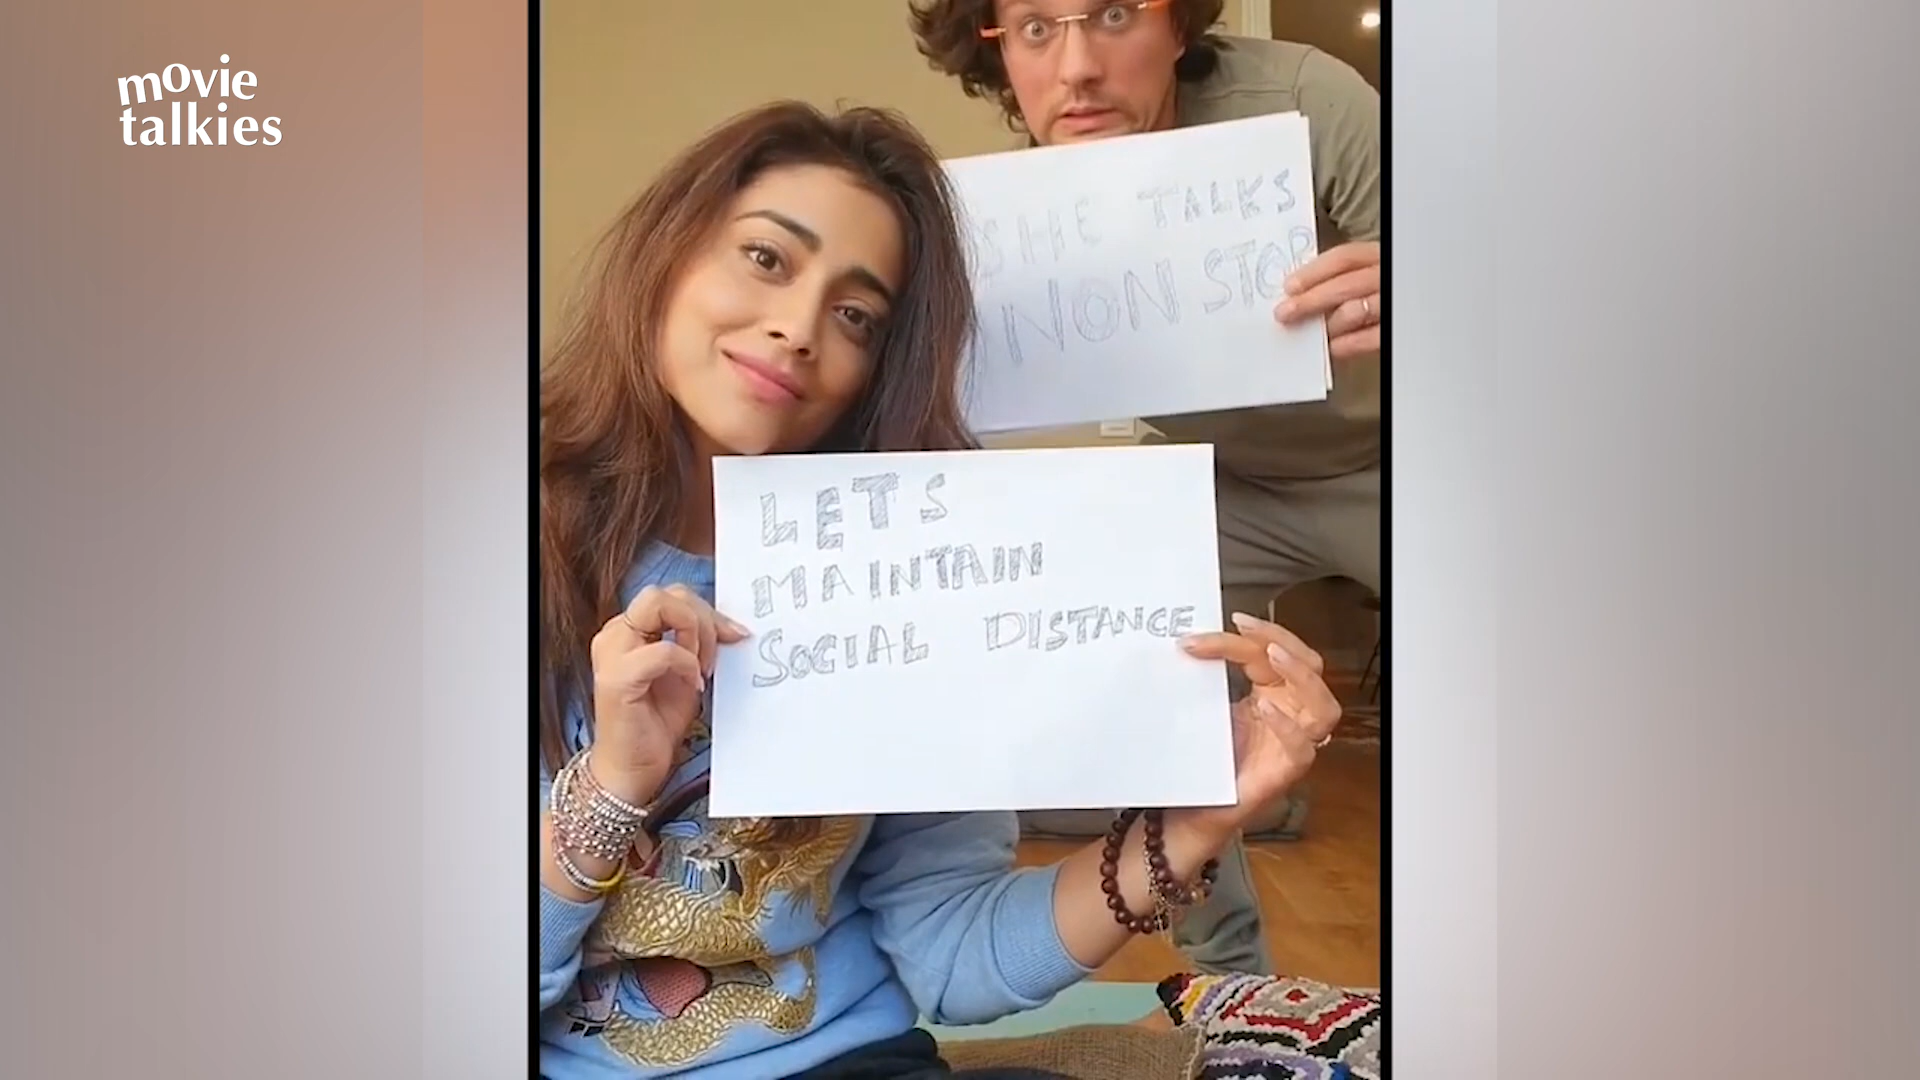 movie
talkies
SHE TALKS
NON STOP
LETS
MAINTAIN
SOCIAL DISTANCE